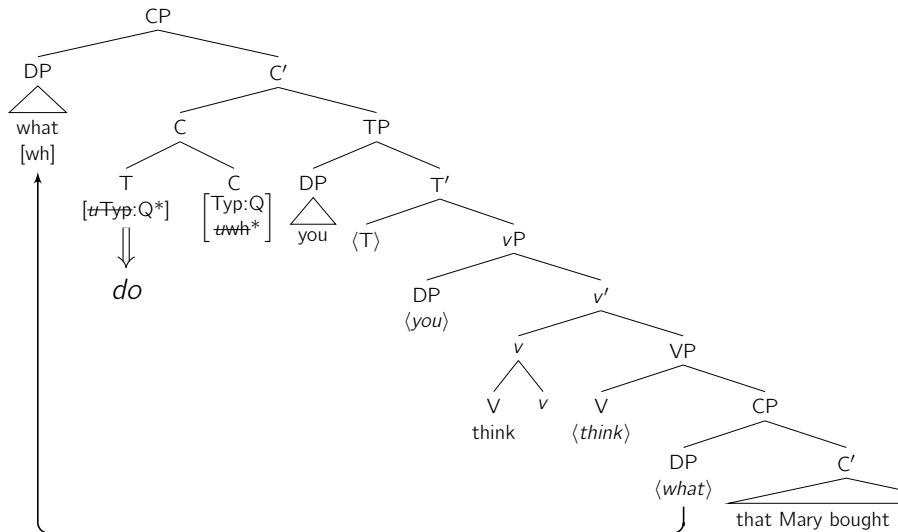 CP
DP C′
what
[wh]
C TP
T C DP T′
[uTyp:Q*] [Typ:Q
uwh*] you ⟨T⟩ vP
do
DP v′
⟨you⟩
v VP
V v V CP
think ⟨think⟩
DP C′
⟨what⟩
that Mary bought